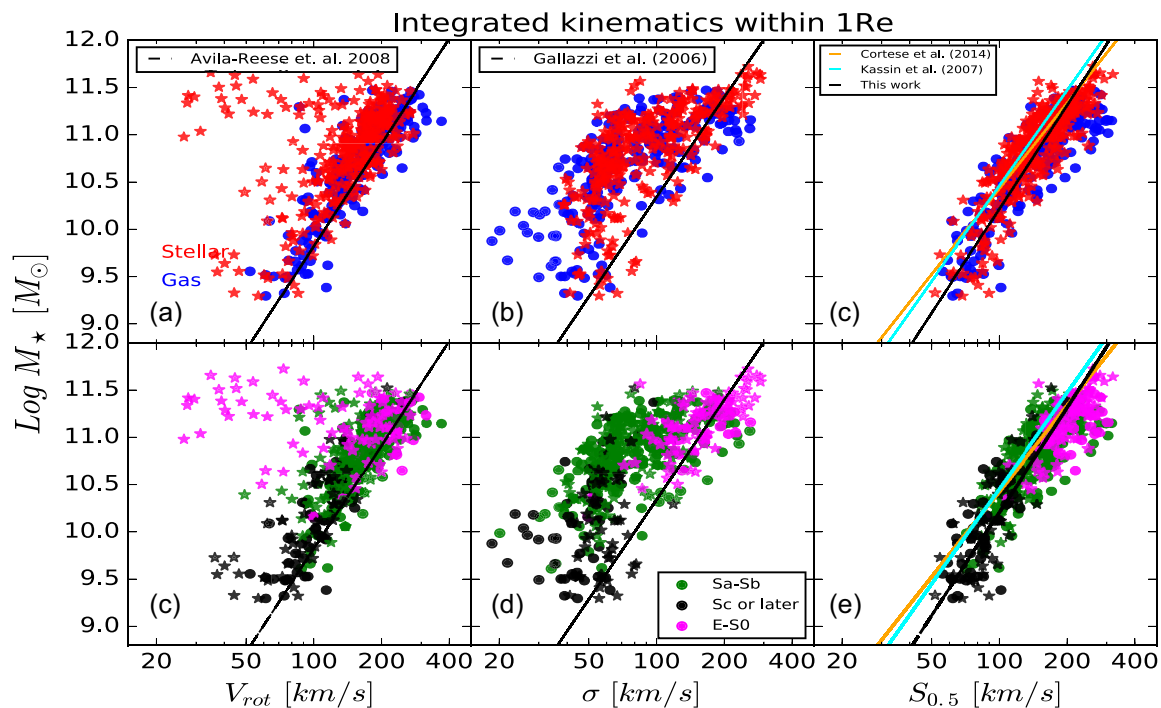 Integrated kinematics within 1Re
Log M⋆ [M⊙]
12.0
11.5
11.0
10.5
10.0
9.5
9.0
Avila-Reese et. al. 2008
Stellar
Gas
(a)
Gallazzi et al. (2006)
(b)
Cortese et al. (2014)
Kassin et al. (2007)
This work
(c)
12.0
11.5
11.0
10.5
10.0
9.5
9.0
(c)
(d)
Sa-Sb
Sc or later
E-S0
(e)
20 50 100 200 400
20 50 100 200 400
20 50 100 200 400
V_rot [km/s]
σ [km/s]
S_0.5 [km/s]